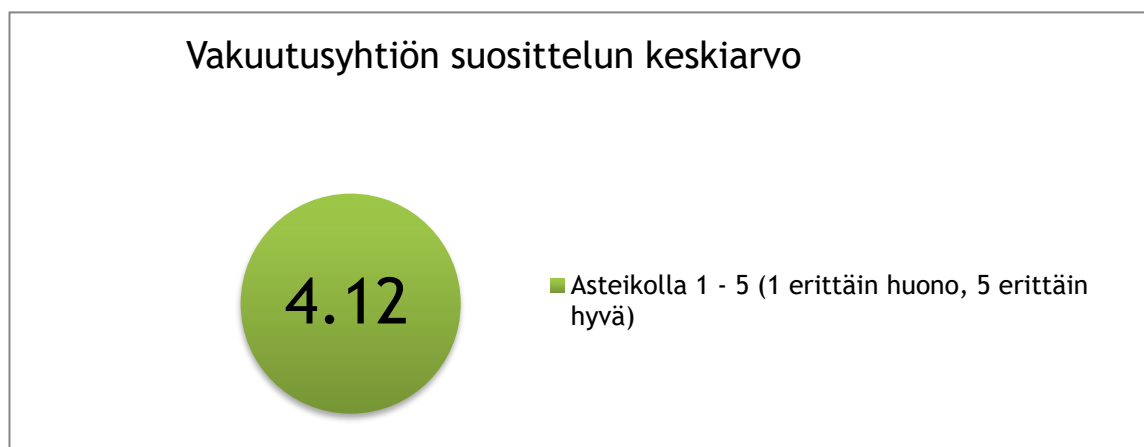 Vakuutusyhtiön suosittelun keskiarvo
4.12
Asteikolla 1 - 5 (1 erittäin huono, 5 erittäin
hyvä)